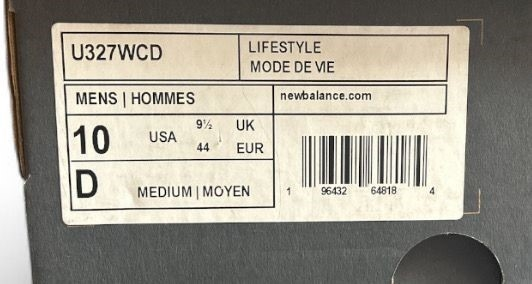 U327WCD
LIFESTYLE
MODE DE VIE
MENS | HOMMES
newbalance.com
10 USA 9½ UK
44 EUR
D MEDIUM | MOYEN
1 96432 64818 4